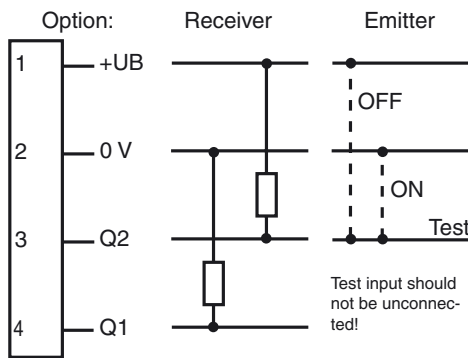 Option: Receiver Emitter
1 +UB
OFF
2 0 V
ON
Test
3 Q2
Test input should
not be unconnec-
ted!
4 Q1